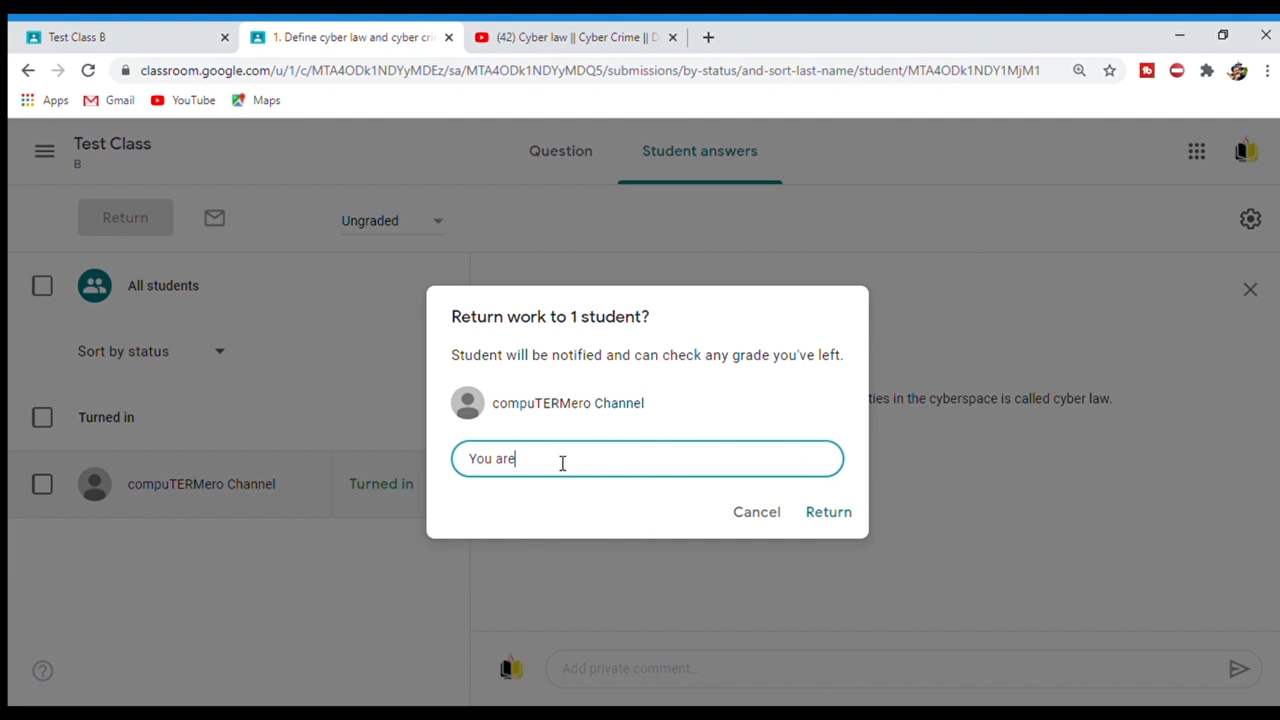 Test Class B
1. Define cyber law and cyber cri
(42) Cyber law || Cyber Crime || D
classroom.google.com/u/1/c/MTA4ODk1NDYyMDEz/sa/MTA4ODk1NDYyMDQ5/submissions/by-status/and-sort-last-name/student/MTA4ODk1NDY1MjM1
Apps
Gmail
YouTube
Maps
Test Class
B
Question
Student answers
Return
Ungraded
All students
Sort by status
Turned in
compuTERMero Channel
Turned in
Return work to 1 student?
Student will be notified and can check any grade you've left.
compuTERMero Channel
You are
Cancel
Return
ties in the cyberspace is called cyber law.
Add private comment...